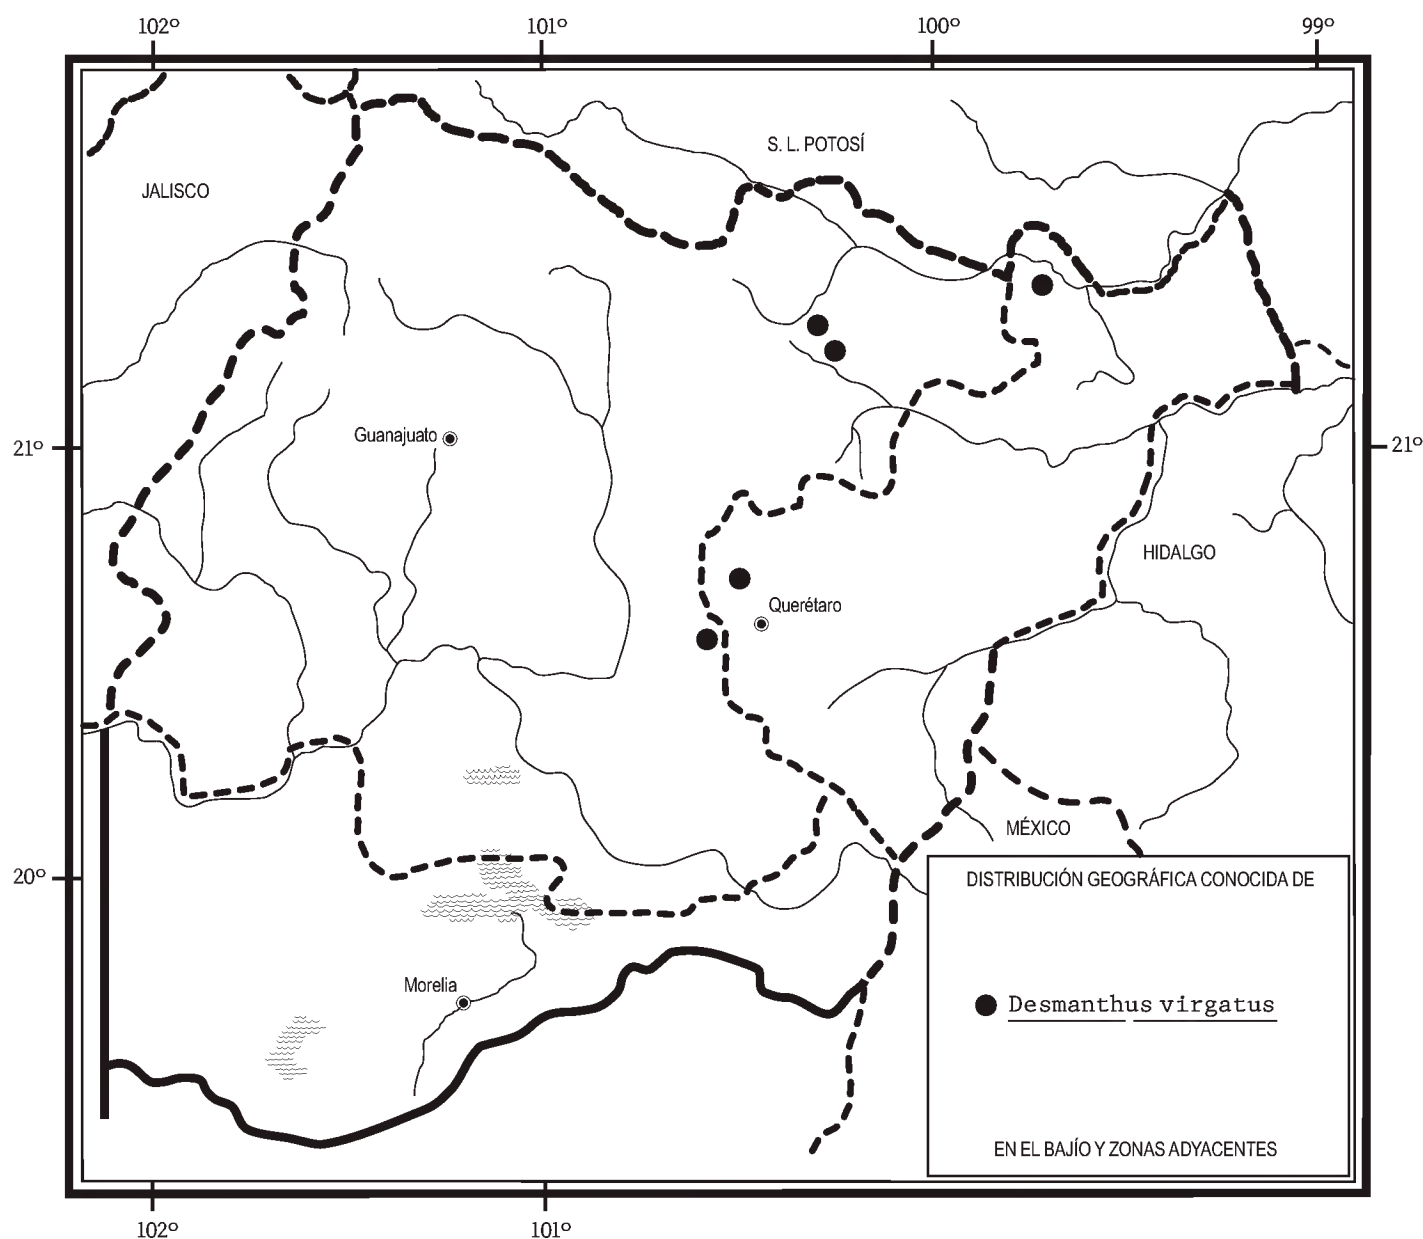 102º
101º
100º
99º
S. L. POTOSÍ
JALISCO
Guanajuato
21º
21º
HIDALGO
Querétaro
MÉXICO
20º
DISTRIBUCIÓN GEOGRÁFICA CONOCIDA DE
Morelia
Desmanthus virgatus
EN EL BAJÍO Y ZONAS ADYACENTES
102º
101º